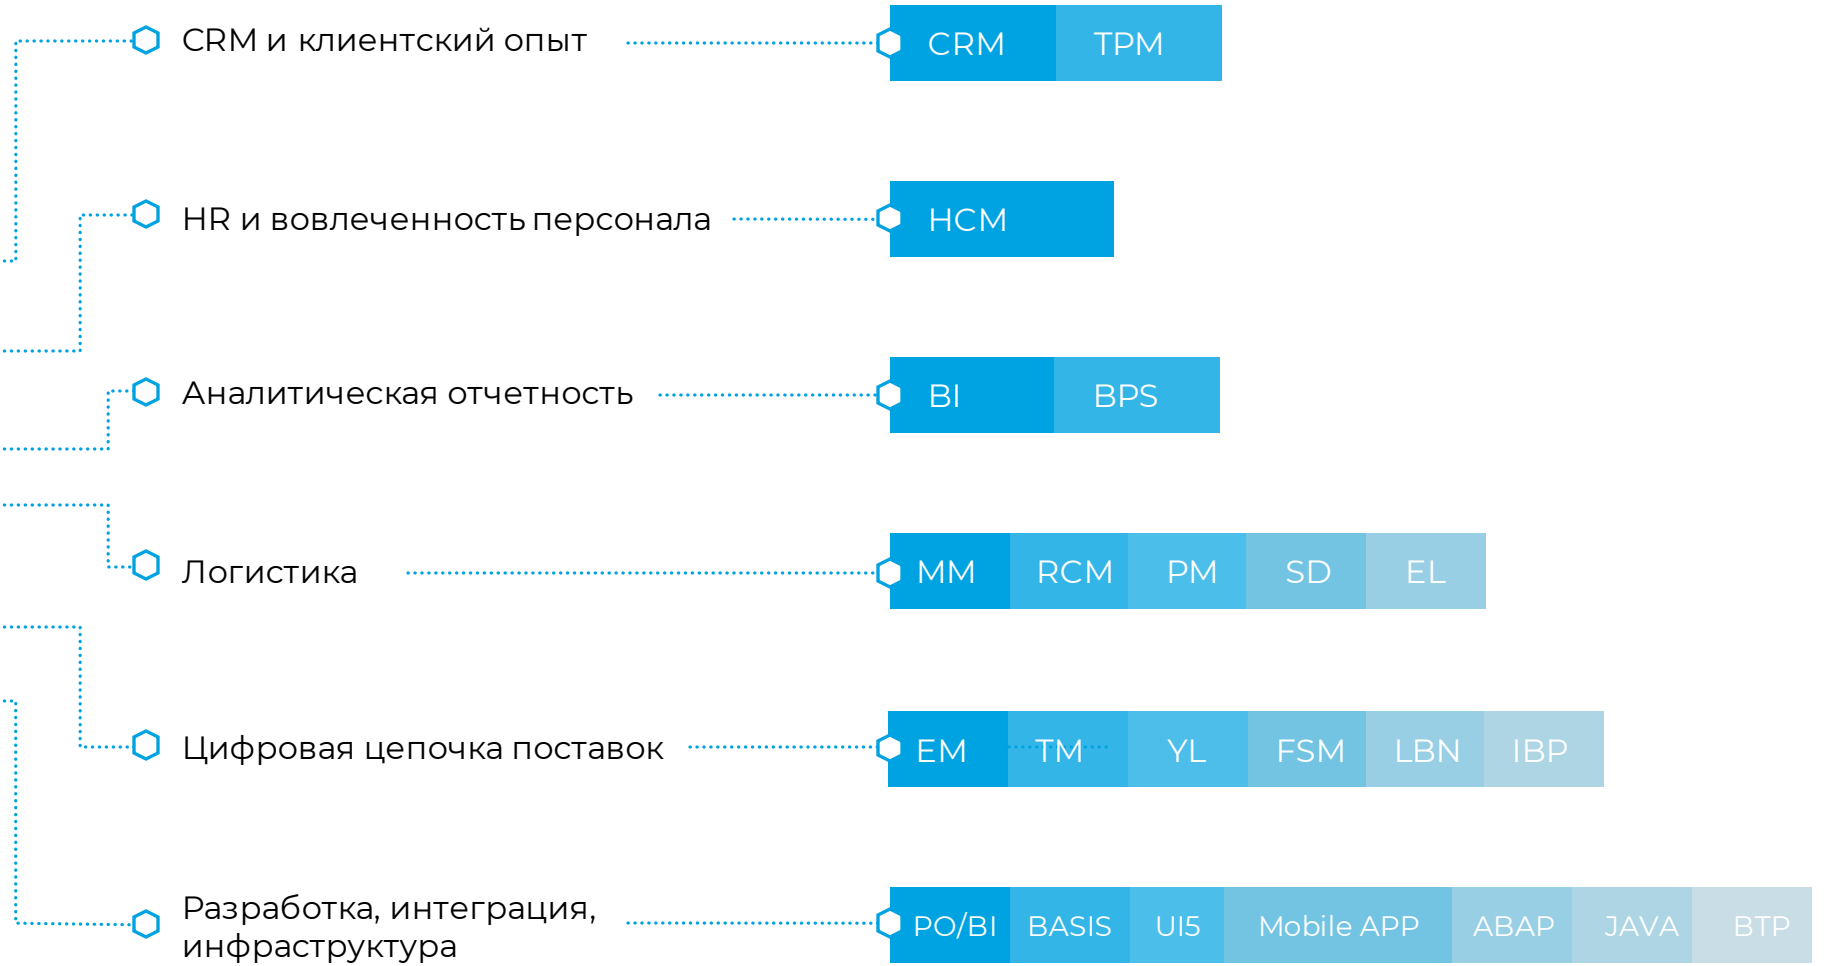 CRM и клиентский опыт CRM TPM
HR и вовлеченность персонала HCM
Аналитическая отчетность BI BPS
Логистика MM RCM PM SD EL
Цифровая цепочка поставок EM TM YL FSM LBN IBP
Разработка, интеграция,
инфраструктура
PO/BI BASIS UI5 Mobile APP ABAP JAVA BTP